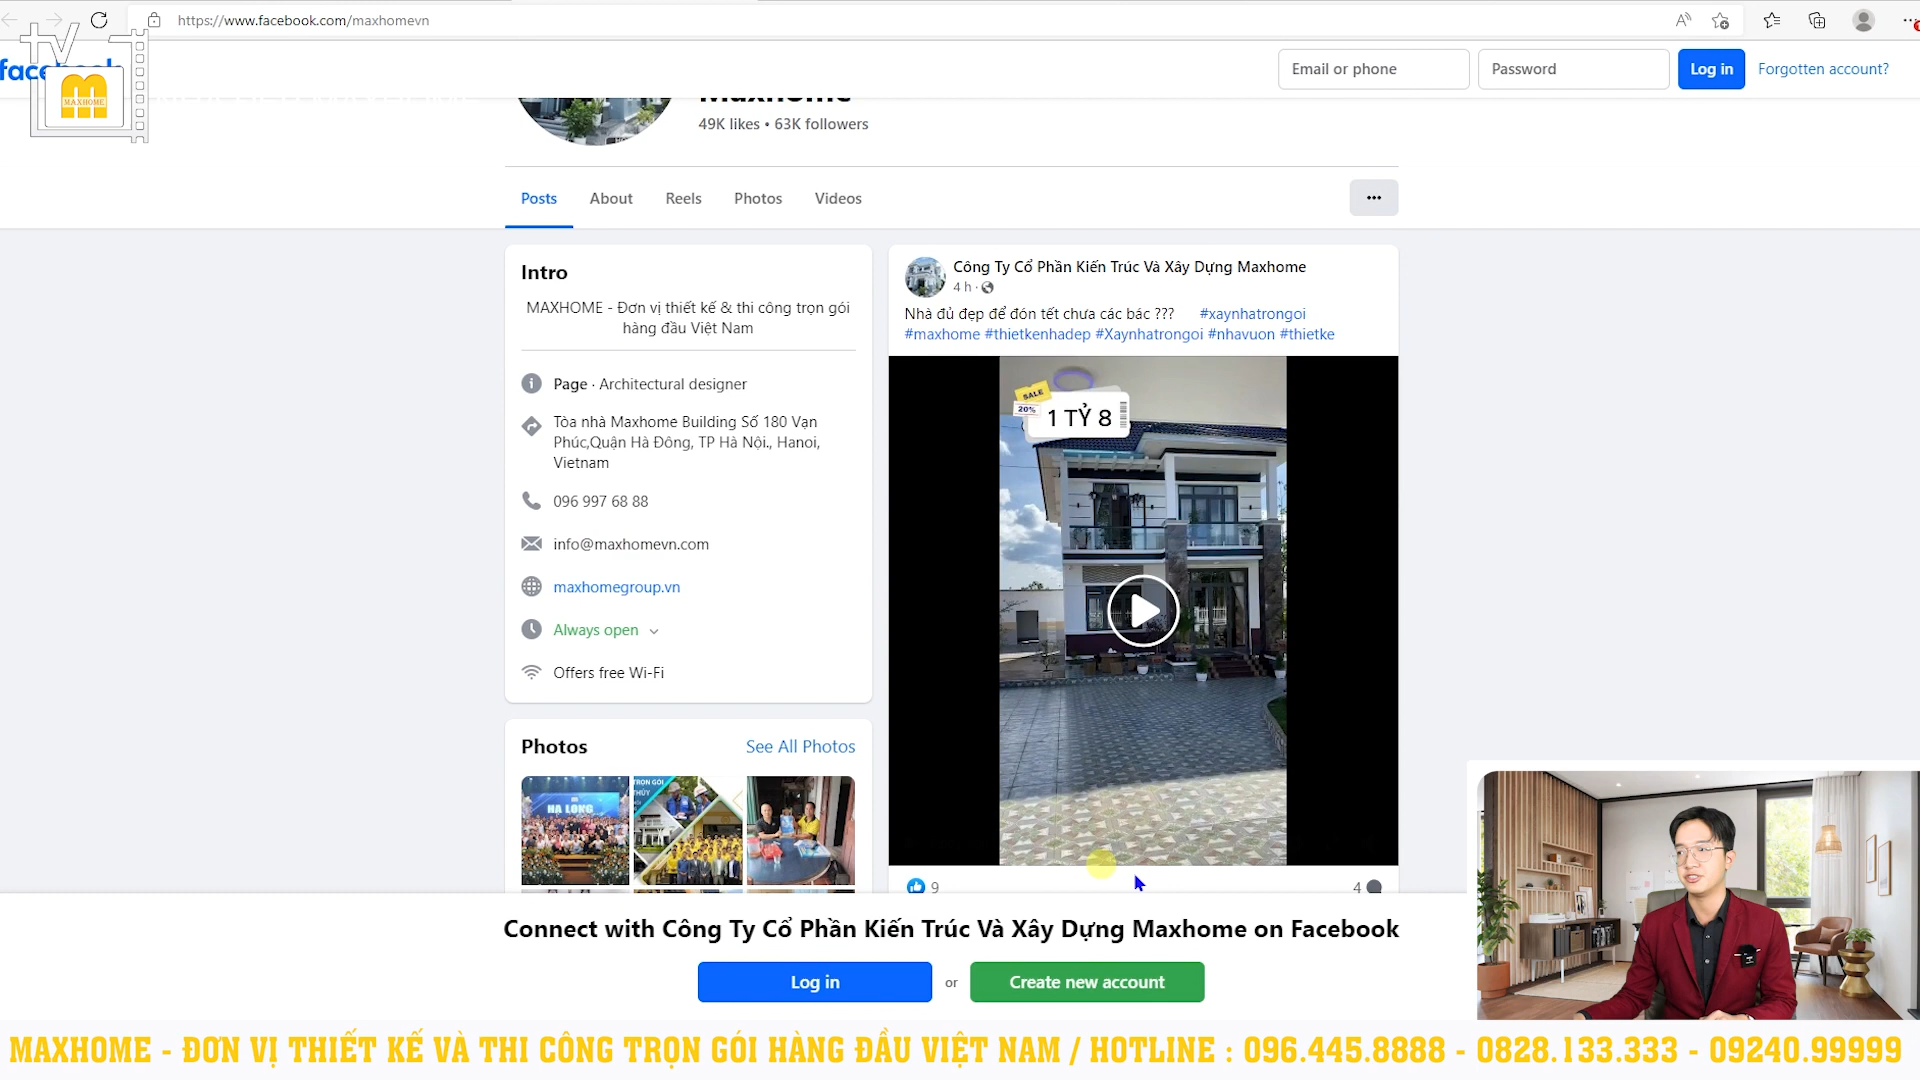 https://www.facebook.com/maxhomevn
TV
MAXHOME
Email or phone
Password
Log in
Forgotten account?
Maxhome
49K likes • 63K followers
Posts
About
Reels
Photos
Videos
Intro
MAXHOME - Đơn vị thiết kế & thi công trọn gói
hàng đầu Việt Nam
Page · Architectural designer
Tòa nhà Maxhome Building Số 180 Vạn
Phúc,Quận Hà Đông, TP Hà Nội., Hanoi,
Vietnam
096 997 68 88
info@maxhomevn.com
maxhomegroup.vn
Always open
Offers free Wi-Fi
Photos
See All Photos
HẠ LONG
Công Ty Cổ Phần Kiến Trúc Và Xây Dựng Maxhome
4 h ·
Nhà đủ đẹp để đón tết chưa các bác ??? #xaynhatrongoi
#maxhome #thietkenhadep #Xaynhatrongoi #nhavuon #thietke
SALE
20%
1 TỶ 8
9
4
Connect with Công Ty Cổ Phần Kiến Trúc Và Xây Dựng Maxhome on Facebook
Log in
or
Create new account
MAXHOME - ĐƠN VỊ THIẾT KẾ VÀ THI CÔNG TRỌN GÓI HÀNG ĐẦU VIỆT NAM / HOTLINE : 096.445.8888 - 0828.133.333 - 09240.99999